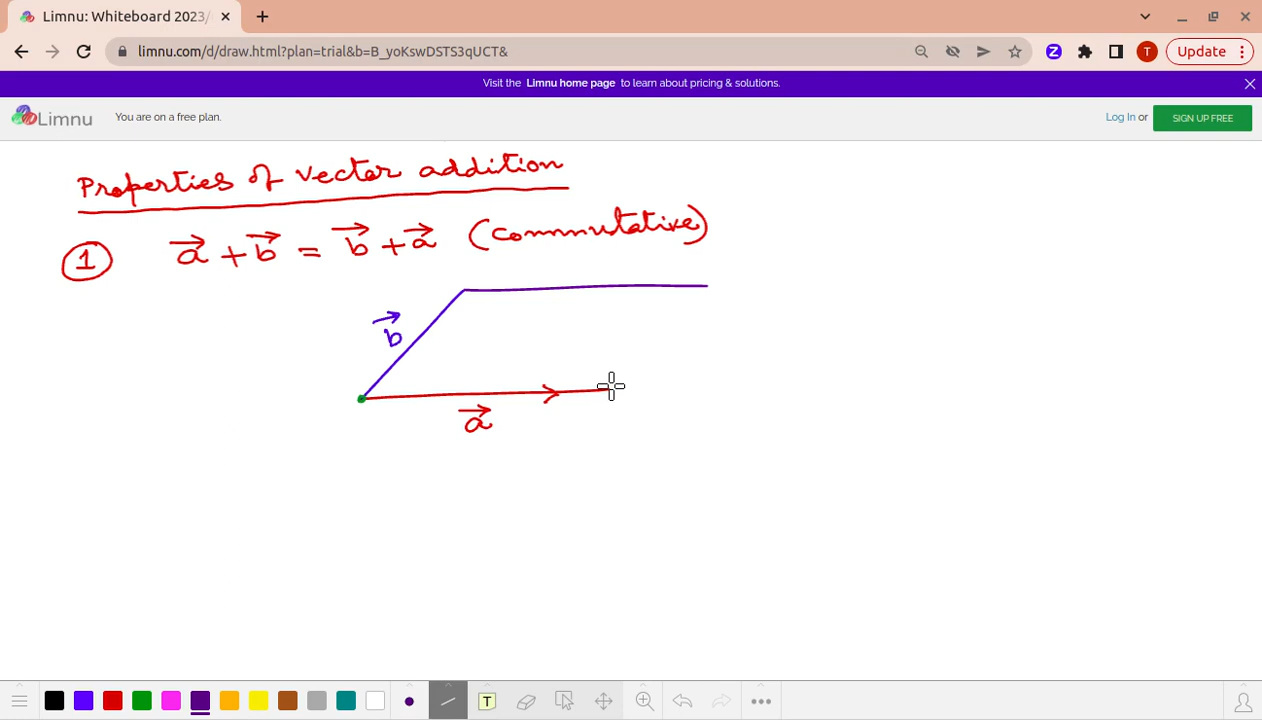 Limnu: Whiteboard 2023/
limnu.com/d/draw.html?plan=trial&b=B_yoKswDSTS3qUCT&
Z
T
Update
Visit the Limnu home page to learn about pricing & solutions.
Limnu
You are on a free plan.
Log In or
SIGN UP FREE
Properties of vector addition
① a⃗ + b⃗ = b⃗ + a⃗ (commutative)
b⃗
a⃗
T